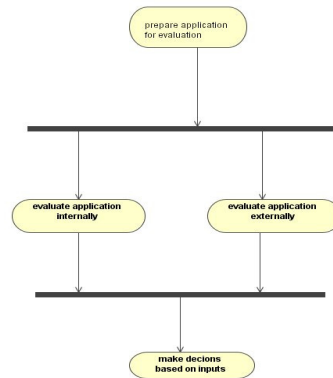 prepare application
for evaluation
evaluate application
internally
evaluate application
externally
make decions
based on inputs